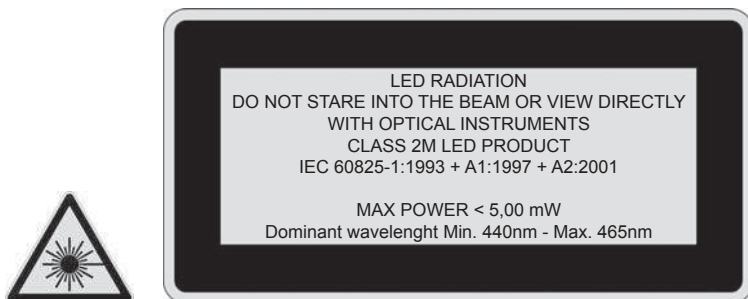 LED RADIATION
DO NOT STARE INTO THE BEAM OR VIEW DIRECTLY
WITH OPTICAL INSTRUMENTS
CLASS 2M LED PRODUCT
IEC 60825-1:1993 + A1:1997 + A2:2001
MAX POWER < 5,00 mW
Dominant wavelenght Min. 440nm - Max. 465nm